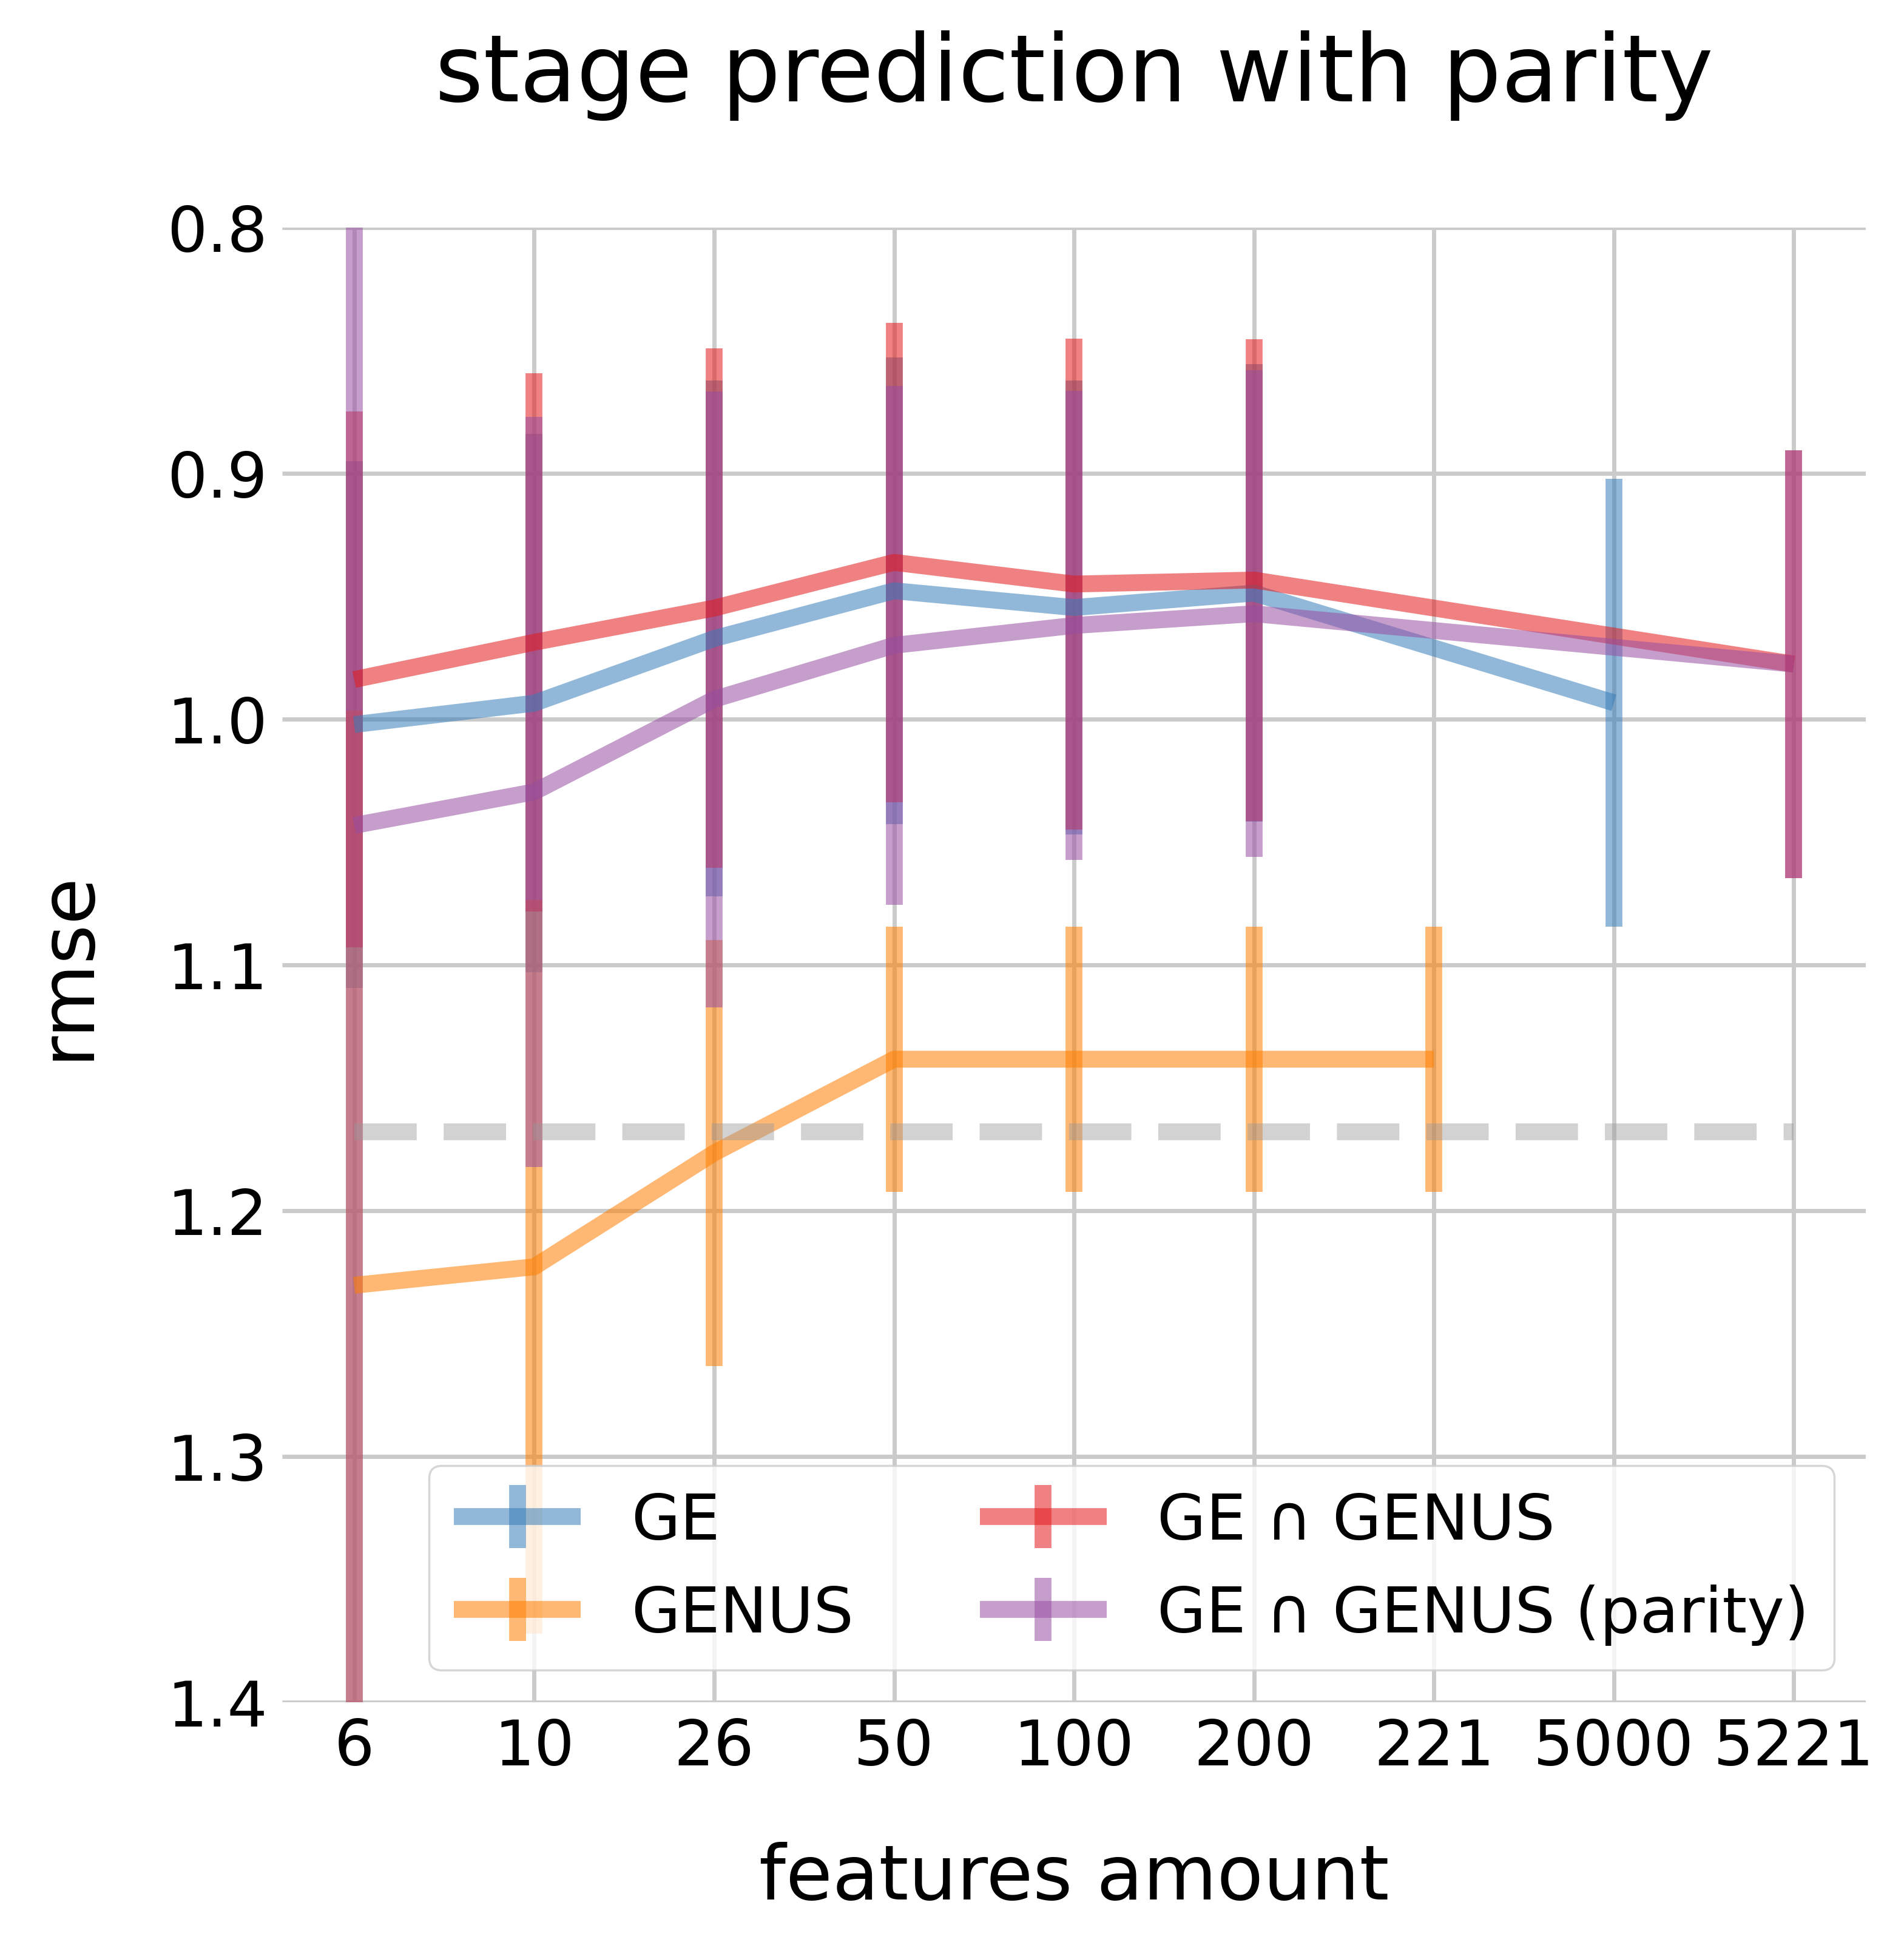 stage prediction with parity
0.8
0.9
1.0
1.1
1.2
1.3
1.4
rmse
GE
GENUS
GE ∩ GENUS
GE ∩ GENUS (parity)
6 10 26 50 100 200 221 5000 5221
features amount